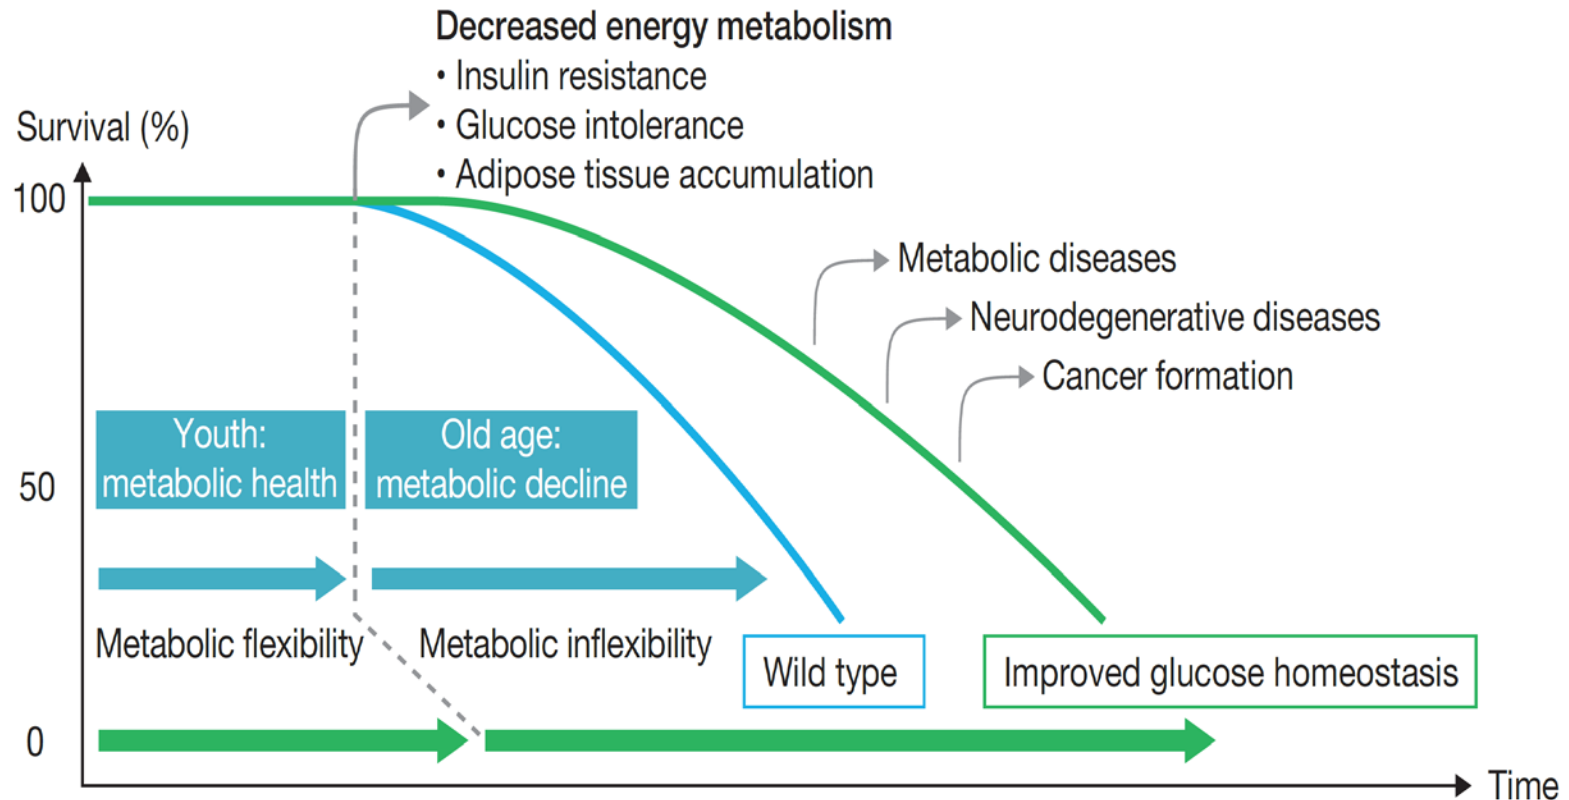 Decreased energy metabolism
• Insulin resistance
• Glucose intolerance
• Adipose tissue accumulation
Survival (%)
100
Metabolic diseases
Neurodegenerative diseases
Cancer formation
Youth:
metabolic health
Old age:
metabolic decline
50
Metabolic flexibility
Metabolic inflexibility
Wild type
Improved glucose homeostasis
0
Time